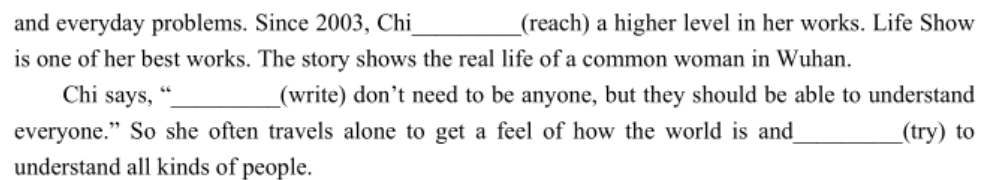 and everyday problems. Since 2003, Chi_________(reach) a higher level in her works. Life Show
is one of her best works. The story shows the real life of a common woman in Wuhan.
Chi says, “_________(write) don’t need to be anyone, but they should be able to understand
everyone.” So she often travels alone to get a feel of how the world is and_________(try) to
understand all kinds of people.